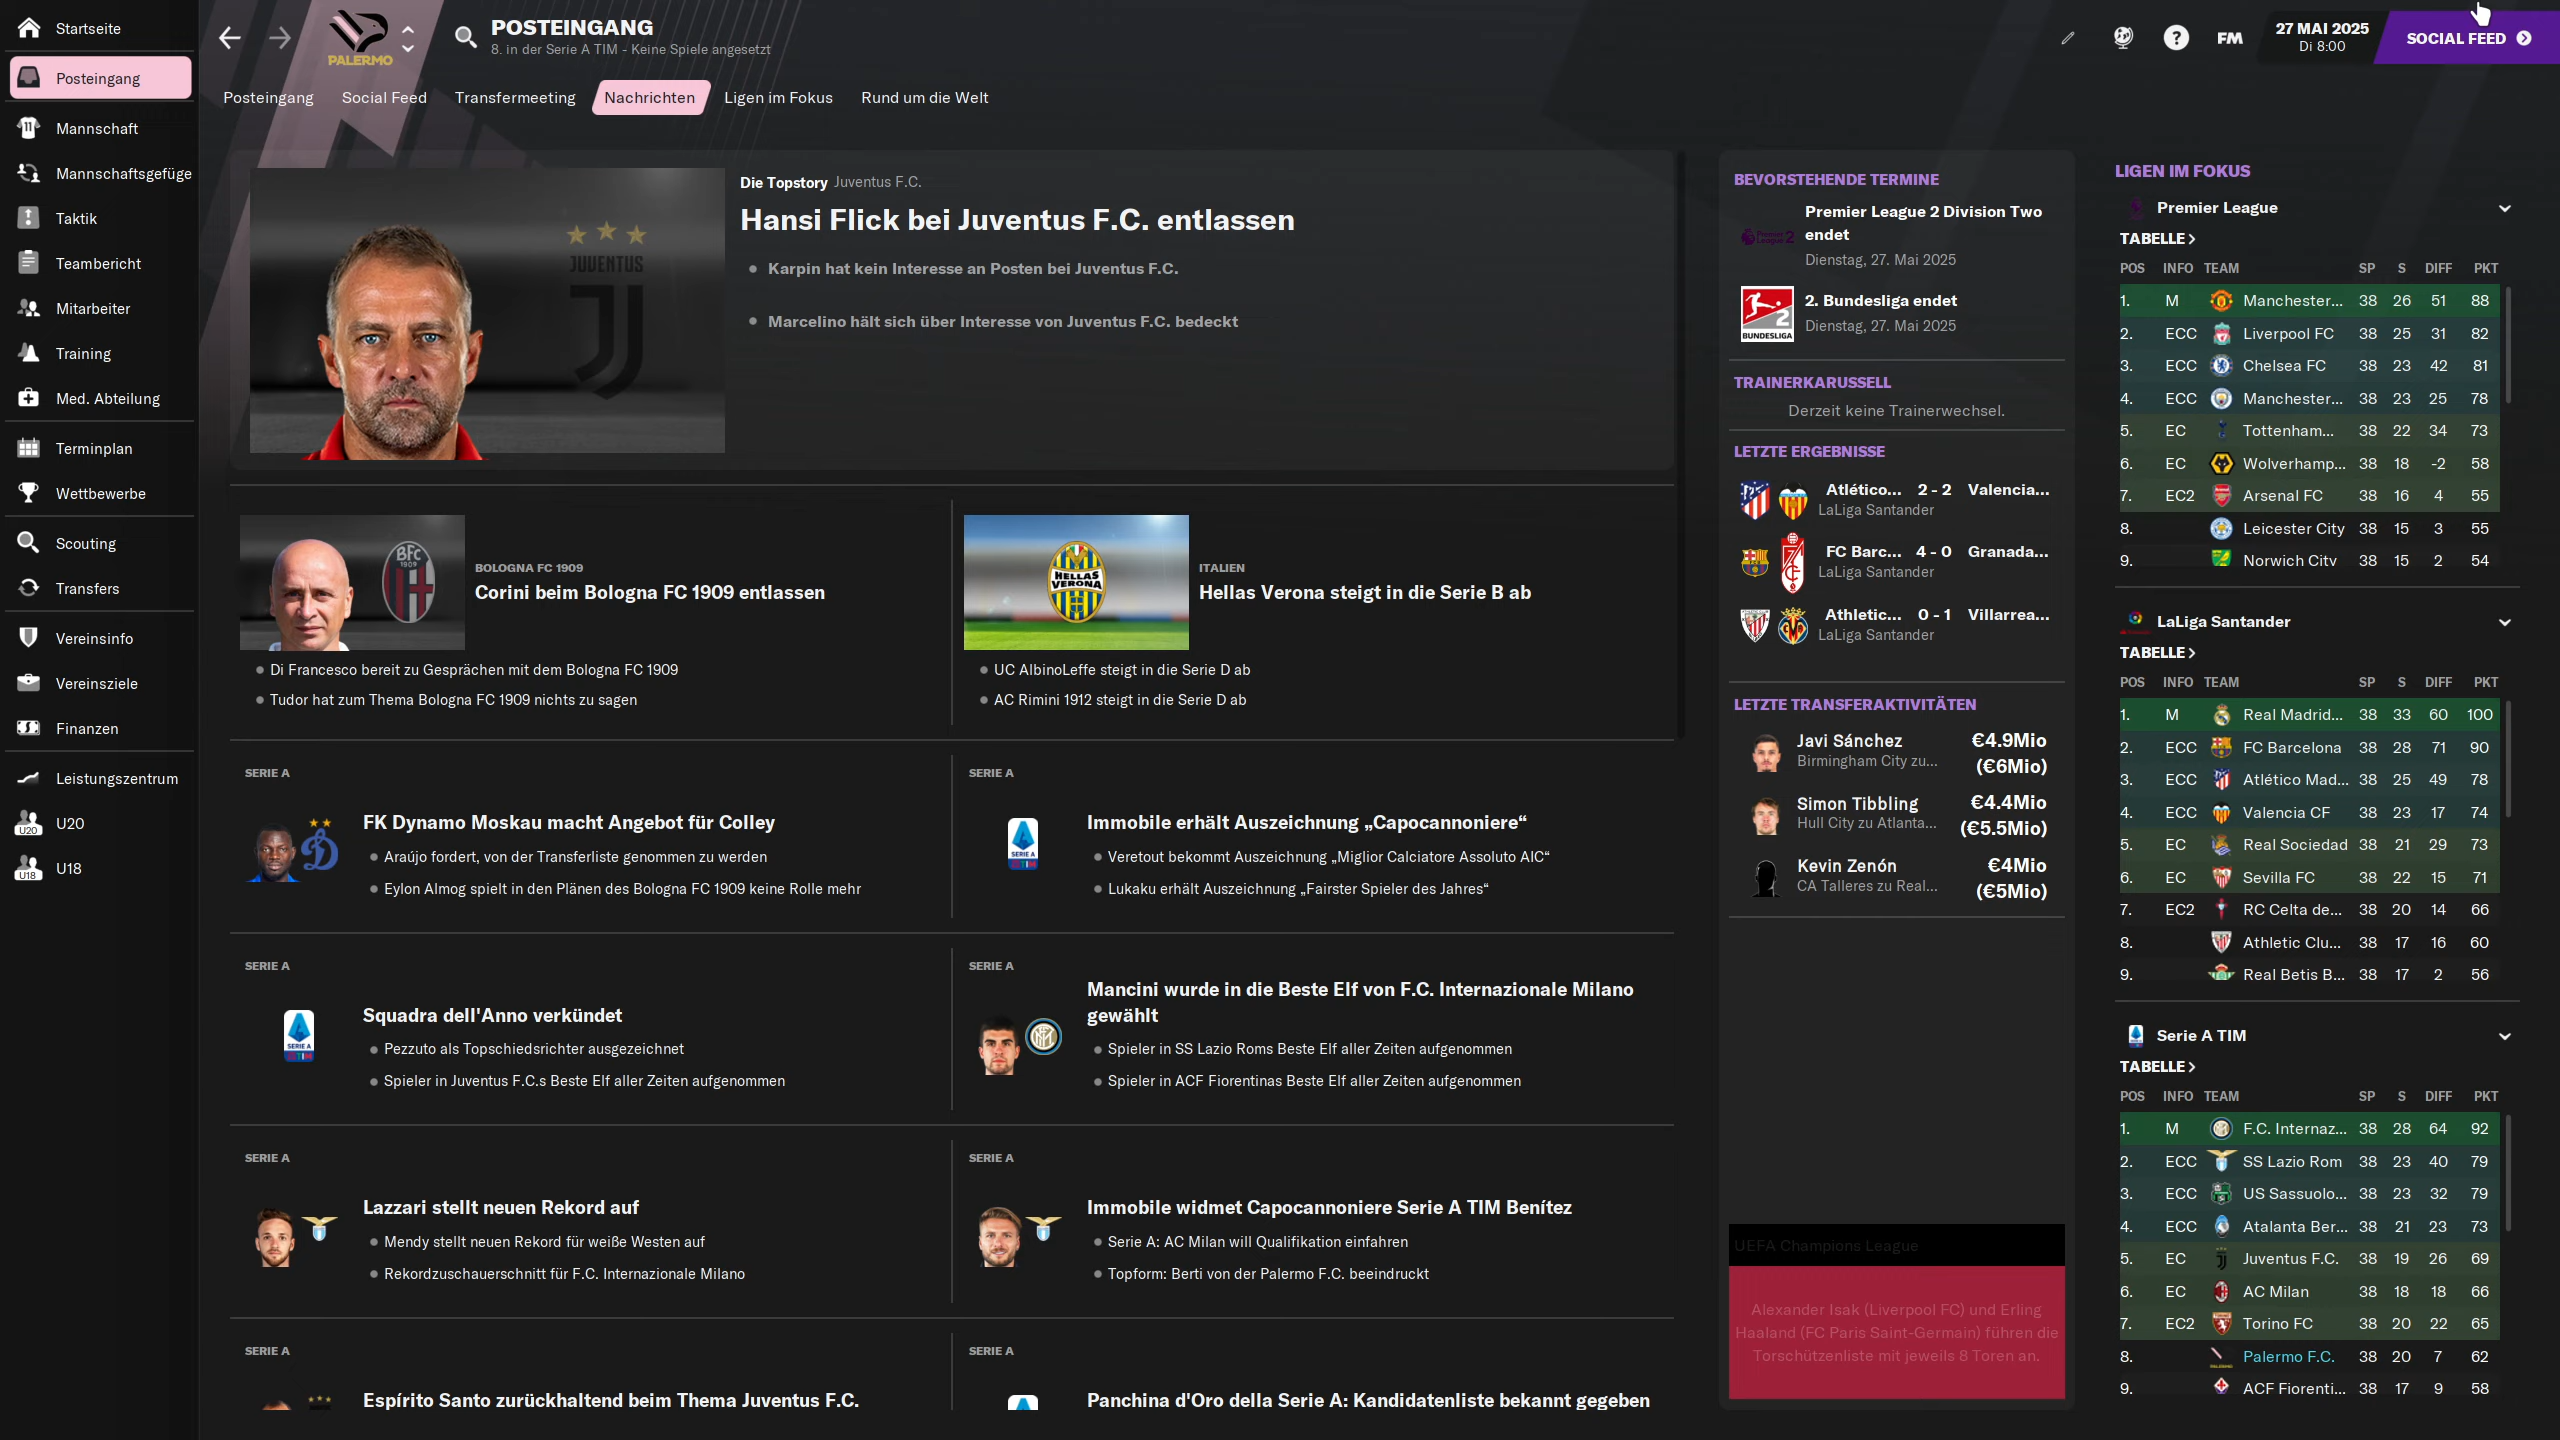 Startseite
Posteingang
Mannschaft
Mannschaftsgefüge
Taktik
Teambericht
Mitarbeiter
Training
Med. Abteilung
Terminplan
Wettbewerbe
Scouting
Transfers
Vereinsinfo
Vereinsziele
Finanzen
Leistungszentrum
U20
U20
U18
U18
PALERMO
POSTEINGANG
8. in der Serie A TIM - Keine Spiele angesetzt
FM
27 MAI 2025
Di 8:00
SOCIAL FEED
Posteingang Social Feed Transfermeeting Nachrichten Ligen im Fokus Rund um die Welt
JUVENTUS
Die Topstory Juventus F.C.
Hansi Flick bei Juventus F.C. entlassen
Karpin hat kein Interesse an Posten bei Juventus F.C.
Marcelino hält sich über Interesse von Juventus F.C. bedeckt
BFC
1909
BOLOGNA FC 1909
Corini beim Bologna FC 1909 entlassen
Di Francesco bereit zu Gesprächen mit dem Bologna FC 1909
Tudor hat zum Thema Bologna FC 1909 nichts zu sagen
HELLAS
VERONA
ITALIEN
Hellas Verona steigt in die Serie B ab
UC AlbinoLeffe steigt in die Serie D ab
AC Rimini 1912 steigt in die Serie D ab
SERIE A
FK Dynamo Moskau macht Angebot für Colley
Araújo fordert, von der Transferliste genommen zu werden
Eylon Almog spielt in den Plänen des Bologna FC 1909 keine Rolle mehr
SERIE A
SERIE A
TIM
Immobile erhält Auszeichnung „Capocannoniere“
Veretout bekommt Auszeichnung „Miglior Calciatore Assoluto AIC“
Lukaku erhält Auszeichnung „Fairster Spieler des Jahres“
SERIE A
SERIE A
TIM
Squadra dell'Anno verkündet
Pezzuto als Topschiedsrichter ausgezeichnet
Spieler in Juventus F.C.s Beste Elf aller Zeiten aufgenommen
SERIE A
Mancini wurde in die Beste Elf von F.C. Internazionale Milano
gewählt
Spieler in SS Lazio Roms Beste Elf aller Zeiten aufgenommen
Spieler in ACF Fiorentinas Beste Elf aller Zeiten aufgenommen
SERIE A
Lazzari stellt neuen Rekord auf
Mendy stellt neuen Rekord für weiße Westen auf
Rekordzuschauerschnitt für F.C. Internazionale Milano
SERIE A
Immobile widmet Capocannoniere Serie A TIM Benítez
Serie A: AC Milan will Qualifikation einfahren
Topform: Berti von der Palermo F.C. beeindruckt
SERIE A
Espírito Santo zurückhaltend beim Thema Juventus F.C.
SERIE A
Panchina d'Oro della Serie A: Kandidatenliste bekannt gegeben
BEVORSTEHENDE TERMINE
Premier League 2
Premier League 2 Division Two
endet
Dienstag, 27. Mai 2025
2
BUNDESLIGA
2. Bundesliga endet
Dienstag, 27. Mai 2025
TRAINERKARUSSELL
Derzeit keine Trainerwechsel.
LETZTE ERGEBNISSE
Atlético... 2 - 2 Valencia...
LaLiga Santander
FC Barc... 4 - 0 Granada...
LaLiga Santander
Athletic... 0 - 1 Villarrea...
LaLiga Santander
LETZTE TRANSFERAKTIVITÄTEN
Javi Sánchez €4.9Mio
Birmingham City zu... (€6Mio)
Simon Tibbling €4.4Mio
Hull City zu Atlanta... (€5.5Mio)
Kevin Zenón €4Mio
CA Talleres zu Real... (€5Mio)
UEFA Champions League
Alexander Isak (Liverpool FC) und Erling
Haaland (FC Paris Saint-Germain) führen die
Torschützenliste mit jeweils 8 Toren an.
LIGEN IM FOKUS
Premier League
TABELLE
POS INFO TEAM SP S DIFF PKT
1. M Manchester... 38 26 51 88
2. ECC Liverpool FC 38 25 31 82
3. ECC Chelsea FC 38 23 42 81
4. ECC Manchester... 38 23 25 78
5. EC Tottenham... 38 22 34 73
6. EC Wolverhamp... 38 18 -2 58
7. EC2 Arsenal FC 38 16 4 55
8. Leicester City 38 15 3 55
9. Norwich City 38 15 2 54
LaLiga Santander
TABELLE
POS INFO TEAM SP S DIFF PKT
1. M Real Madrid... 38 33 60 100
2. ECC FC Barcelona 38 28 71 90
3. ECC Atlético Mad... 38 25 49 78
4. ECC Valencia CF 38 23 17 74
5. EC Real Sociedad 38 21 29 73
6. EC Sevilla FC 38 22 15 71
7. EC2 RC Celta de... 38 20 14 66
8. Athletic Clu... 38 17 16 60
9. Real Betis B... 38 17 2 56
SERIE A
TIM
Serie A TIM
TABELLE
POS INFO TEAM SP S DIFF PKT
1. M F.C. Internaz... 38 28 64 92
2. ECC SS Lazio Rom 38 23 40 79
3. ECC US Sassuolo... 38 23 32 79
4. ECC Atalanta Ber... 38 21 23 73
5. EC Juventus F.C. 38 19 26 69
6. EC AC Milan 38 18 18 66
7. EC2 Torino FC 38 20 22 65
8. Palermo F.C. 38 20 7 62
9. ACF Fiorenti... 38 17 9 58